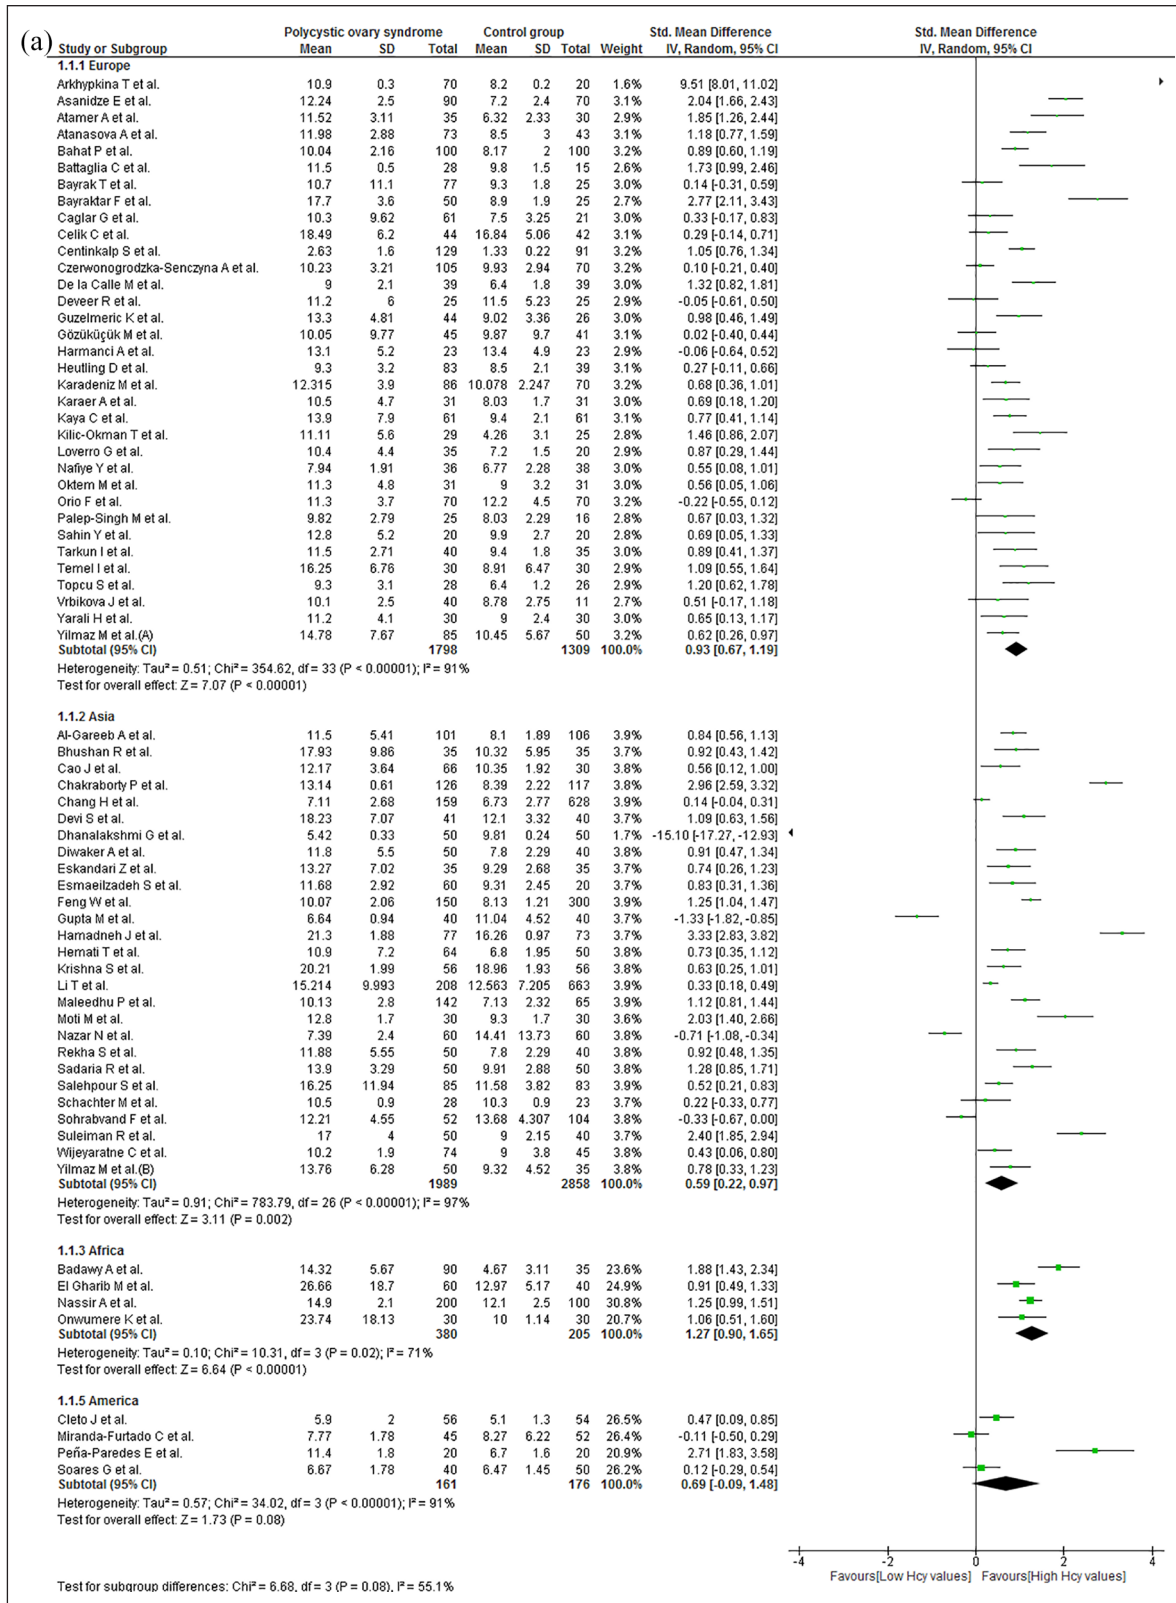 (a)
Polycystic ovary syndrome Control group Std. Mean Difference Std. Mean Difference
Study or Subgroup Mean SD Total Mean SD Total Weight IV, Random, 95% CI IV, Random, 95% CI
1.1.1 Europe
Arkhypkina T et al. 10.9 0.3 70 8.2 0.2 20 1.6% 9.51 [8.01, 11.02]
Asanidze E et al. 12.24 2.5 90 7.2 2.4 70 3.1% 2.04 [1.66, 2.43]
Atamer A et al. 11.52 3.11 35 6.32 2.33 30 2.9% 1.85 [1.26, 2.44]
Atanasova A et al. 11.98 2.88 73 8.5 3 43 3.1% 1.18 [0.77, 1.59]
Bahat P et al. 10.04 2.16 100 8.17 2 100 3.2% 0.89 [0.60, 1.19]
Battaglia C et al. 11.5 0.5 28 9.8 1.5 15 2.6% 1.73 [0.99, 2.46]
Bayrak T et al. 10.7 11.1 77 9.3 1.8 25 3.0% 0.14 [-0.31, 0.59]
Bayraktar F et al. 17.7 3.6 50 8.9 1.9 25 2.8% 2.77 [2.11, 3.43]
Caglar G et al. 10.3 9.62 61 7.5 3.25 21 3.0% 0.33 [-0.17, 0.83]
Celik C et al. 18.49 6.2 44 16.84 5.06 42 3.0% 0.29 [-0.14, 0.71]
Centinkalp S et al. 2.63 1.6 129 1.33 0.22 91 3.2% 1.05 [0.76, 1.34]
Czerwonogrodzka-Senczyna A et al. 10.23 3.21 105 9.93 2.94 70 3.2% 0.10 [-0.21, 0.40]
De la Calle M et al. 9 2.1 39 6.4 1.8 39 3.0% 1.32 [0.82, 1.81]
Deveer R et al. 11.2 6 25 11.5 5.23 25 2.9% -0.05 [-0.61, 0.50]
Guzelmeric K et al. 13.3 4.81 44 9.02 3.36 26 2.9% 0.98 [0.46, 1.49]
Gözüküçük M et al. 10.05 9.77 45 9.87 9.7 41 3.0% 0.02 [-0.40, 0.44]
Harmanci A et al. 13.1 5.2 23 13.4 4.9 23 2.9% -0.06 [-0.64, 0.52]
Heutling D et al. 9.3 3.2 83 8.5 2.1 39 3.1% 0.27 [-0.11, 0.66]
Karadeniz M et al. 12.315 3.9 86 10.078 2.247 70 3.2% 0.68 [0.36, 1.01]
Karaer A et al. 10.5 4.7 31 8.03 1.7 31 3.0% 0.69 [0.18, 1.20]
Kaya C et al. 13.9 7.9 61 9.4 2.1 61 3.1% 0.77 [0.41, 1.14]
Kilic-Okman T et al. 11.11 5.6 29 4.26 3.1 25 2.8% 1.46 [0.86, 2.07]
Loverro G et al. 10.4 4.4 35 7.2 1.5 20 2.9% 0.87 [0.29, 1.44]
Nafiye Y et al. 7.94 1.91 36 6.77 2.28 38 3.0% 0.55 [0.08, 1.01]
Oktem M et al. 11.3 4.8 31 9 3.2 31 3.0% 0.56 [0.05, 1.06]
Orio F et al. 11.3 3.7 70 12.2 4.5 70 3.1% -0.22 [-0.55, 0.12]
Palep-Singh M et al. 9.82 2.79 25 8.03 2.29 16 2.8% 0.67 [0.03, 1.32]
Sahin Y et al. 12.8 5.2 20 9.9 2.7 20 2.8% 0.69 [0.05, 1.33]
Tarkun I et al. 11.5 2.71 40 9.4 1.8 35 3.0% 0.89 [0.41, 1.37]
Temel I et al. 16.25 6.76 30 8.91 6.47 30 2.9% 1.09 [0.55, 1.64]
Topcu S et al. 9.3 3.1 28 6.4 1.2 26 2.9% 1.20 [0.62, 1.78]
Vrbikova J et al. 10.1 2.5 40 8.78 2.75 11 2.7% 0.51 [-0.17, 1.18]
Yarali H et al. 11.2 4.1 30 9 2.4 30 3.0% 0.65 [0.13, 1.17]
Yilmaz M et al.(A) 14.78 7.67 85 10.45 5.67 50 3.2% 0.62 [0.26, 0.97]
Subtotal (95% CI) 1798 1309 100.0% 0.93 [0.67, 1.19]
Heterogeneity: Tau² = 0.51; Chi² = 354.62, df = 33 (P < 0.00001); I² = 91%
Test for overall effect: Z = 7.07 (P < 0.00001)
1.1.2 Asia
Al-Gareeb A et al. 11.5 5.41 101 8.1 1.89 106 3.9% 0.84 [0.56, 1.13]
Bhushan R et al. 17.93 9.86 35 10.32 5.95 35 3.7% 0.92 [0.43, 1.42]
Cao J et al. 12.17 3.64 66 10.35 1.92 30 3.8% 0.56 [0.12, 1.00]
Chakraborty P et al. 13.14 0.61 126 8.39 2.22 117 3.8% 2.96 [2.59, 3.32]
Chang H et al. 7.11 2.68 159 6.73 2.77 628 3.9% 0.14 [-0.04, 0.31]
Devi S et al. 18.23 7.07 41 12.1 3.32 40 3.8% 1.09 [0.63, 1.56]
Dhanalakshmi G et al. 5.42 0.33 50 9.81 0.24 50 1.7% -15.10 [-17.27, -12.93]
Diwaker A et al. 11.8 5.5 50 7.8 2.29 40 3.8% 0.91 [0.47, 1.34]
Eskandari Z et al. 13.27 7.02 35 9.29 2.68 35 3.7% 0.74 [0.26, 1.23]
Esmaeilzadeh S et al. 11.68 2.92 60 9.31 2.45 20 3.7% 0.83 [0.31, 1.36]
Feng W et al. 10.07 2.06 150 8.13 1.21 300 3.9% 1.25 [1.04, 1.47]
Gupta M et al. 6.64 0.94 40 11.04 4.52 40 3.7% -1.33 [-1.82, -0.85]
Hamadneh J et al. 21.3 1.88 77 16.26 0.97 73 3.7% 3.33 [2.83, 3.82]
Hemati T et al. 10.9 7.2 64 6.8 1.95 50 3.8% 0.73 [0.35, 1.12]
Krishna S et al. 20.21 1.99 56 18.96 1.93 56 3.8% 0.63 [0.25, 1.01]
Li T et al. 15.214 9.993 208 12.563 7.205 663 3.9% 0.33 [0.18, 0.49]
Maleedhu P et al. 10.13 2.8 142 7.13 2.32 65 3.8% 1.12 [0.81, 1.44]
Moti M et al. 12.8 1.7 30 9.3 1.7 30 3.6% 2.03 [1.40, 2.66]
Nazar N et al. 7.39 2.4 60 14.41 13.73 60 3.8% -0.71 [-1.08, -0.34]
Rekha S et al. 11.88 5.55 50 7.8 2.29 40 3.8% 0.92 [0.48, 1.35]
Sadaria R et al. 13.9 3.29 50 9.91 2.88 50 3.8% 1.28 [0.85, 1.71]
Salehpour S et al. 16.25 11.94 85 11.58 3.82 83 3.8% 0.52 [0.21, 0.83]
Schachter M et al. 10.5 0.9 28 10.3 0.9 23 3.7% 0.22 [-0.33, 0.77]
Sohrabvand F et al. 12.21 4.55 52 13.68 4.307 104 3.8% -0.33 [-0.67, 0.00]
Suleiman R et al. 17 4 50 9 2.15 40 3.7% 2.40 [1.85, 2.94]
Wijeyaratne C et al. 10.2 1.9 74 9 3.8 45 3.8% 0.43 [0.06, 0.80]
Yilmaz M et al.(B) 13.76 6.28 50 9.32 4.52 35 3.8% 0.78 [0.33, 1.23]
Subtotal (95% CI) 1989 2858 100.0% 0.59 [0.22, 0.97]
Heterogeneity: Tau² = 0.91; Chi² = 783.79, df = 26 (P < 0.00001); I² = 97%
Test for overall effect: Z = 3.11 (P = 0.002)
1.1.3 Africa
Badawy A et al. 14.32 5.67 90 4.67 3.11 35 23.6% 1.88 [1.43, 2.34]
El Gharib M et al. 26.66 18.7 60 12.97 5.17 40 24.9% 0.91 [0.49, 1.33]
Nassir A et al. 14.9 2.1 200 12.1 2.5 100 30.8% 1.25 [0.99, 1.51]
Onwumere K et al. 23.74 18.13 30 10 1.14 30 20.7% 1.06 [0.51, 1.60]
Subtotal (95% CI) 380 205 100.0% 1.27 [0.90, 1.65]
Heterogeneity: Tau² = 0.10; Chi² = 10.31, df = 3 (P = 0.02); I² = 71%
Test for overall effect: Z = 6.64 (P < 0.00001)
1.1.5 America
Cleto J et al. 5.9 2 56 5.1 1.3 54 26.5% 0.47 [0.09, 0.85]
Miranda-Furtado C et al. 7.77 1.78 45 8.27 6.22 52 26.4% -0.11 [-0.50, 0.29]
Peña-Paredes E et al. 11.4 1.8 20 6.7 1.6 20 20.9% 2.71 [1.83, 3.58]
Soares G et al. 6.67 1.78 40 6.47 1.45 50 26.2% 0.12 [-0.29, 0.54]
Subtotal (95% CI) 161 176 100.0% 0.69 [-0.09, 1.48]
Heterogeneity: Tau² = 0.57; Chi² = 34.02, df = 3 (P < 0.00001); I² = 91%
Test for overall effect: Z = 1.73 (P = 0.08)
-4 -2 0 2 4
Favours[Low Hcy values] Favours[High Hcy values]
Test for subgroup differences: Chi² = 6.68, df = 3 (P = 0.08), I² = 55.1%